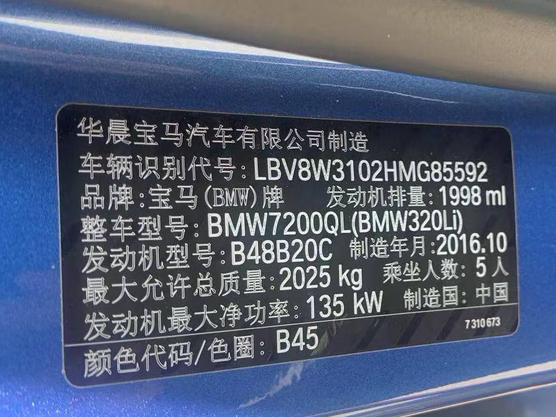 华晨宝马汽车有限公司制造
车辆识别代号: LBV8W3102HMG85592
品牌: 宝马(BMW)牌 发动机排量: 1998 ml
整车型号: BMW7200QL(BMW320Li)
发动机型号: B48B20C 制造年月: 2016.10
最大允许总质量: 2025 kg 乘坐人数: 5 人
发动机最大净功率: 135 kW 制造国: 中国
颜色代码/色圈: B45 7 310 673